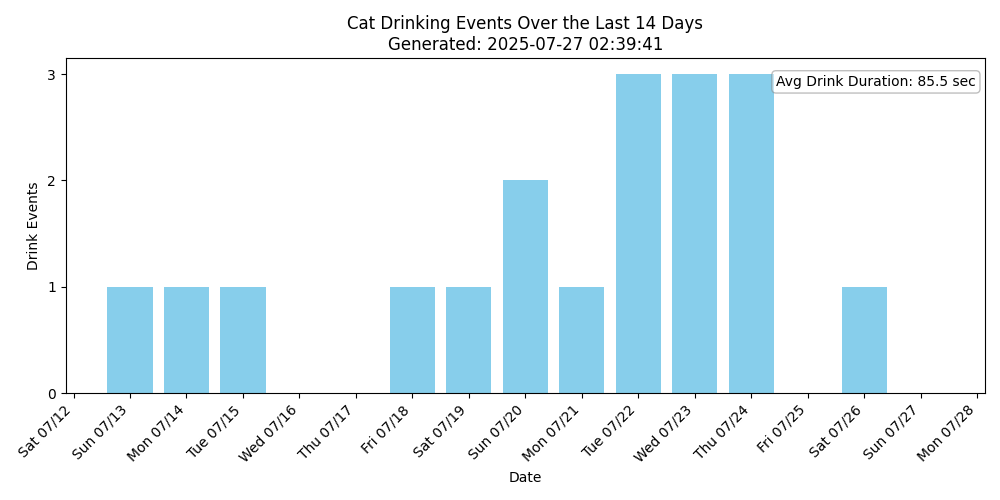 Cat Drinking Events Over the Last 14 Days
Generated: 2025-07-27 02:39:41
Avg Drink Duration: 85.5 sec
Drink Events
3
2
1
0
Sat 07/12
Sun 07/13
Mon 07/14
Tue 07/15
Wed 07/16
Thu 07/17
Fri 07/18
Sat 07/19
Sun 07/20
Mon 07/21
Tue 07/22
Wed 07/23
Thu 07/24
Fri 07/25
Sat 07/26
Sun 07/27
Mon 07/28
Date